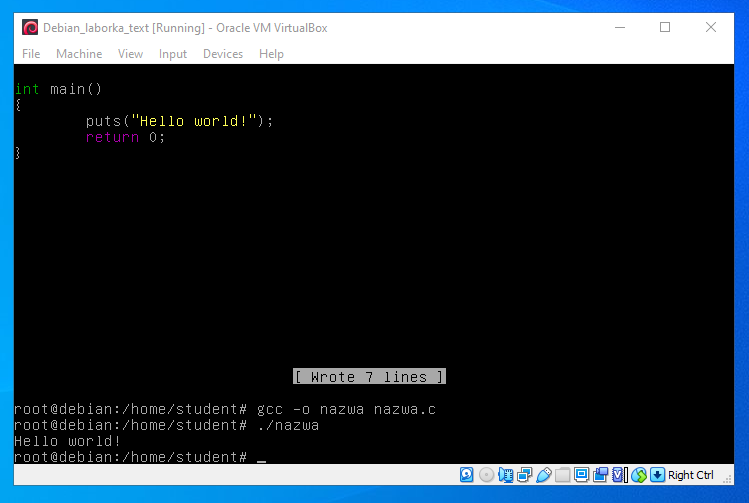 Debian_laborka_text [Running] - Oracle VM VirtualBox
File Machine View Input Devices Help
int main()
{
        puts("Hello world!");
        return 0;
}
[ Wrote 7 lines ]
root@debian:/home/student# gcc -o nazwa nazwa.c
root@debian:/home/student# ./nazwa
Hello world!
root@debian:/home/student# _
Right Ctrl